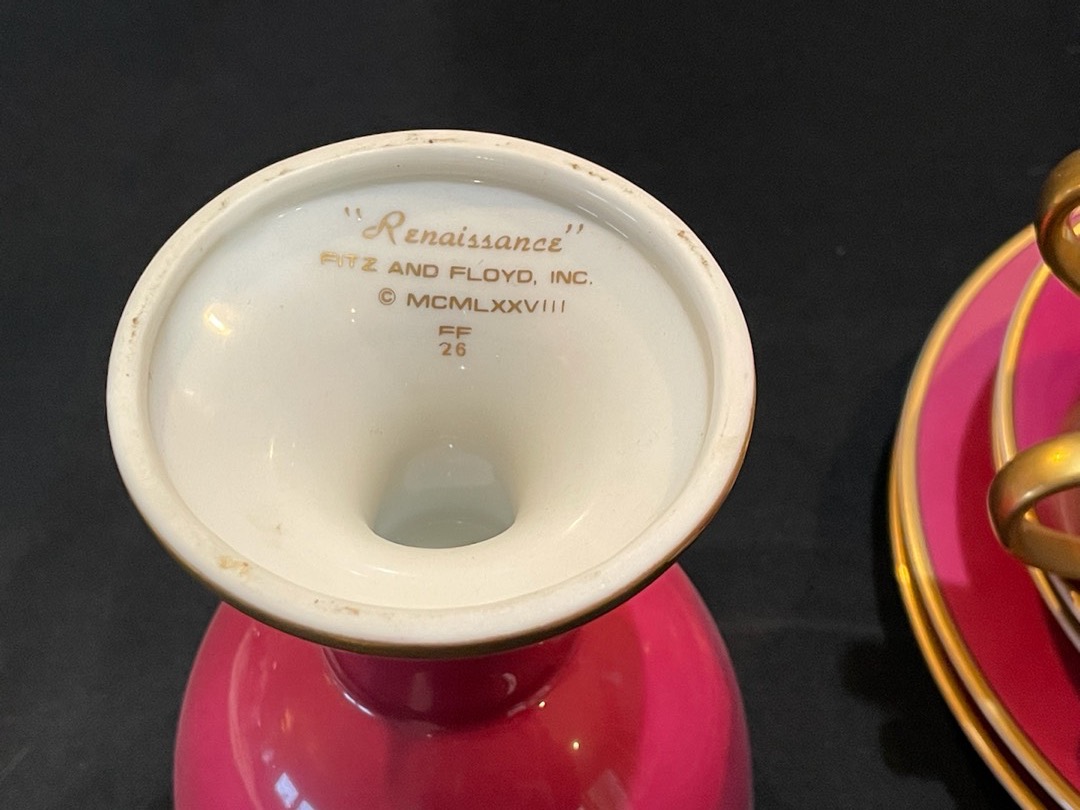 "Renaissance"
FITZ AND FLOYD, INC.
© MCMLXXVIII
FF
26